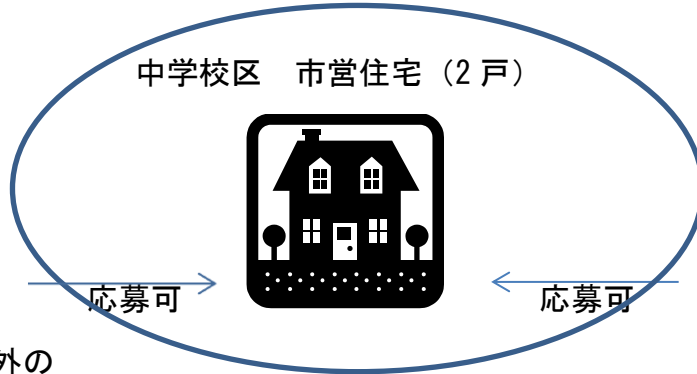 中学校区　市営住宅（2戸）
応募可
応募可
外の